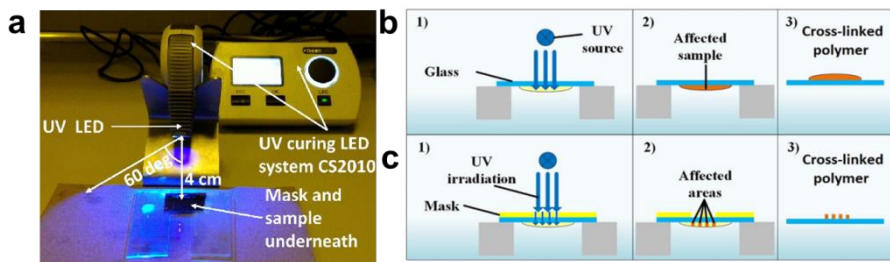 a
UV LED
60 deg
4 cm
UV curing LED
system CS2010
Mask and
sample
underneath
b
1)
UV
source
Glass
2)
Affected
sample
3)
Cross-linked
polymer
c
1)
UV
irradiation
Mask
2)
Affected
areas
3)
Cross-linked
polymer